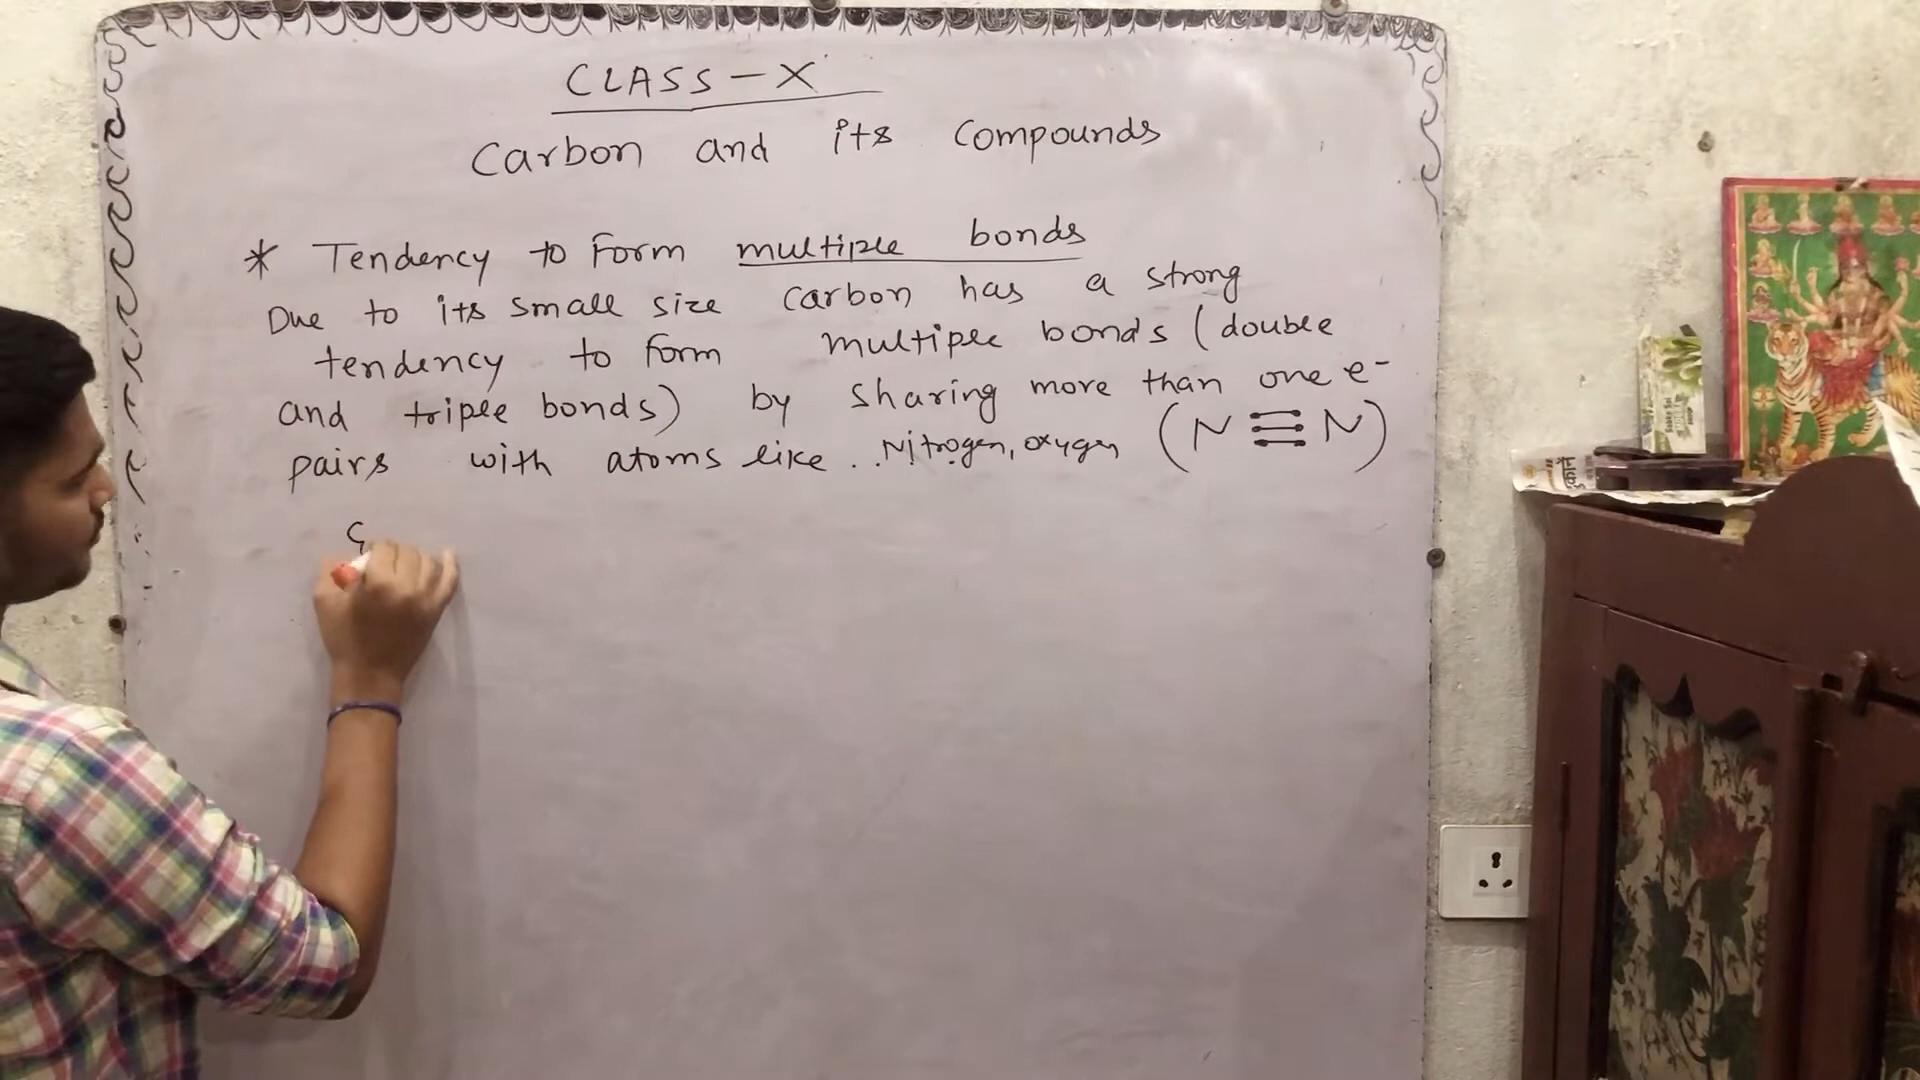 CLASS - X
Carbon and its Compounds
* Tendency to Form multiple bonds
Due to its small size carbon has a strong
tendency to form multiple bonds (double
and triple bonds) by sharing more than one e-
pairs with atoms like .. Nitrogen, oxygen (N≡N)